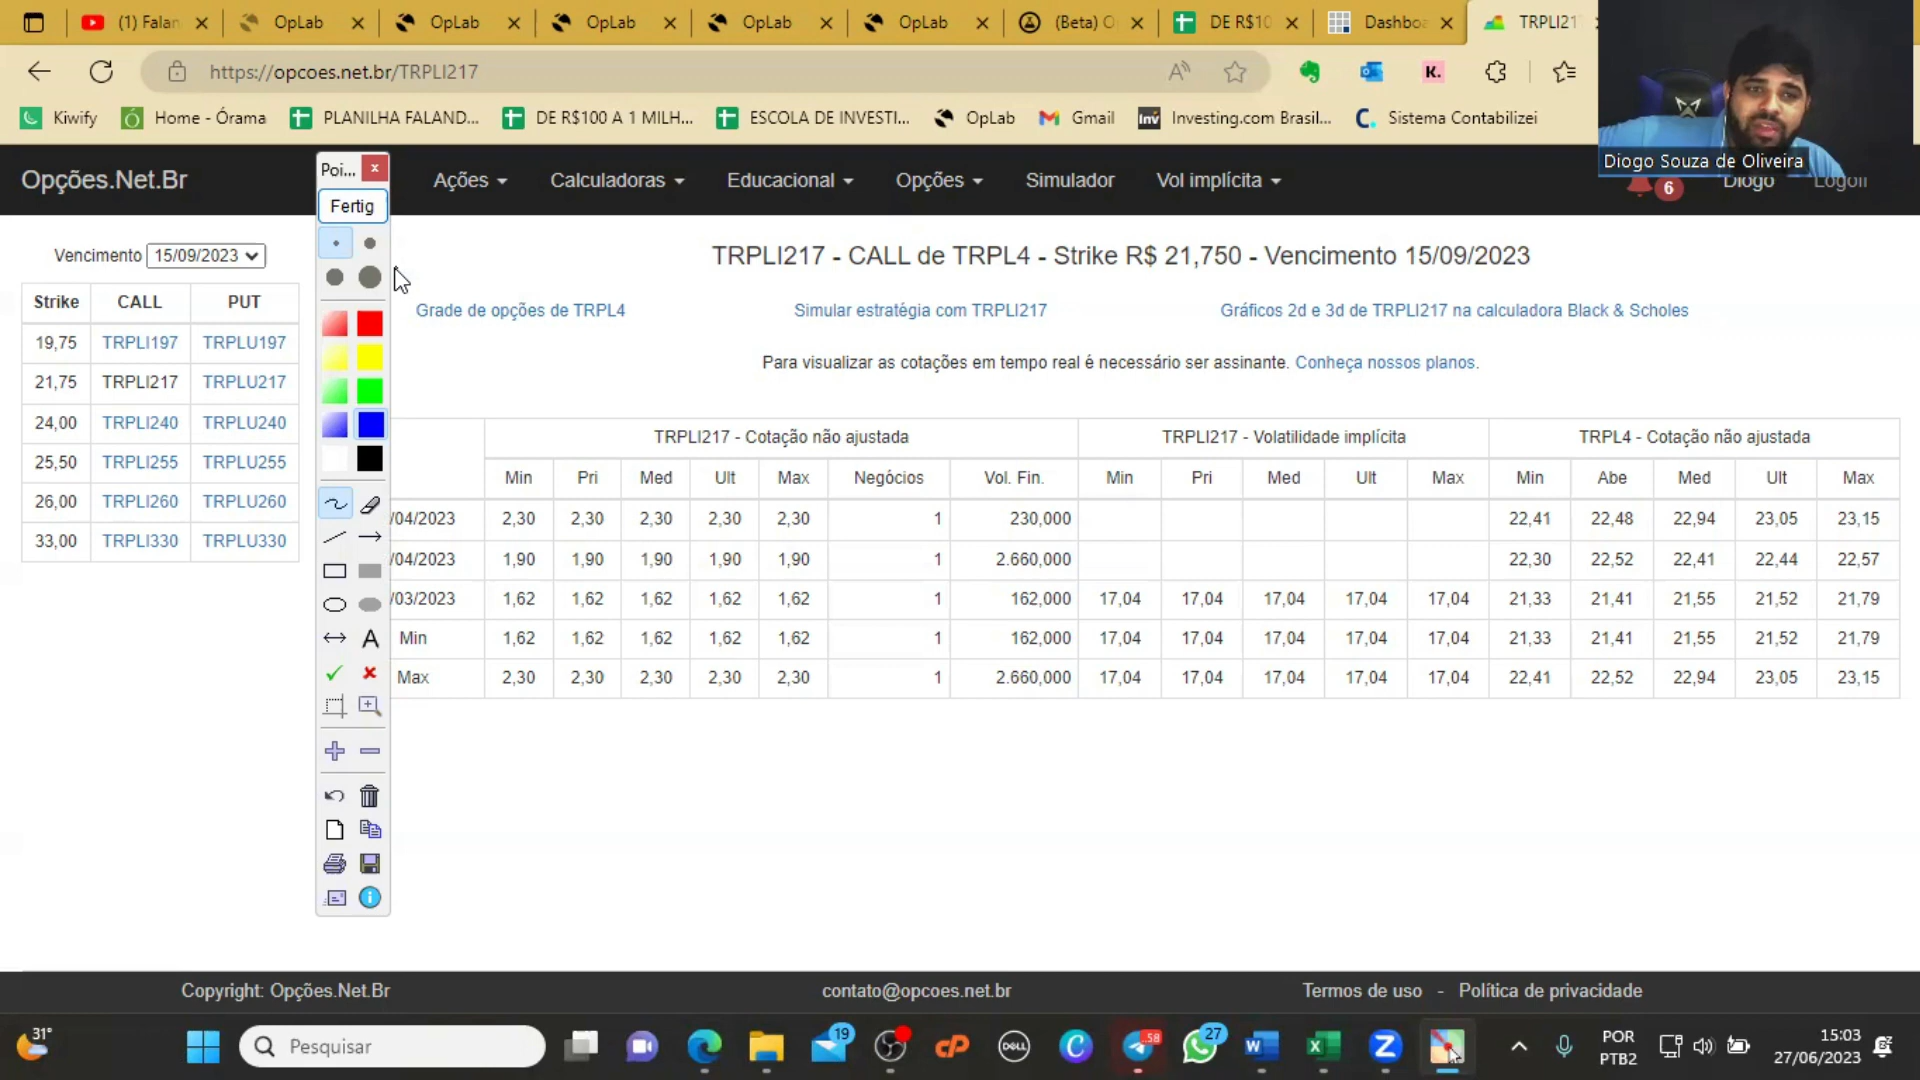 (1) Falan
OpLab
OpLab
OpLab
OpLab
OpLab
(Beta) O
DE R$10
Dashbo
TRPLI21
https://opcoes.net.br/TRPLI217
Kiwify
Home - Órama
PLANILHA FALAND...
DE R$100 A 1 MILH...
ESCOLA DE INVESTI...
OpLab
Gmail
Inv Investing.com Brasil...
Sistema Contabilizei
K.
Diogo Souza de Oliveira
Opções.Net.Br
Ações
Calculadoras
Educacional
Opções
Simulador
Vol implícita
6
Diogo
Logoff
Poi...
Fertig
A
Vencimento 15/09/2023
Strike CALL PUT
19,75 TRPLI197 TRPLU197
21,75 TRPLI217 TRPLU217
24,00 TRPLI240 TRPLU240
25,50 TRPLI255 TRPLU255
26,00 TRPLI260 TRPLU260
33,00 TRPLI330 TRPLU330
TRPLI217 - CALL de TRPL4 - Strike R$ 21,750 - Vencimento 15/09/2023
Grade de opções de TRPL4
Simular estratégia com TRPLI217
Gráficos 2d e 3d de TRPLI217 na calculadora Black & Scholes
Para visualizar as cotações em tempo real é necessário ser assinante. Conheça nossos planos.
TRPLI217 - Cotação não ajustada TRPLI217 - Volatilidade implícita TRPL4 - Cotação não ajustada
Min Pri Med Ult Max Negócios Vol. Fin. Min Pri Med Ult Max Min Abe Med Ult Max
/04/2023 2,30 2,30 2,30 2,30 2,30 1 230,000 22,41 22,48 22,94 23,05 23,15
/04/2023 1,90 1,90 1,90 1,90 1,90 1 2.660,000 22,30 22,52 22,41 22,44 22,57
/03/2023 1,62 1,62 1,62 1,62 1,62 1 162,000 17,04 17,04 17,04 17,04 17,04 21,33 21,41 21,55 21,52 21,79
Min 1,62 1,62 1,62 1,62 1,62 1 162,000 17,04 17,04 17,04 17,04 17,04 21,33 21,41 21,55 21,52 21,79
Max 2,30 2,30 2,30 2,30 2,30 1 2.660,000 17,04 17,04 17,04 17,04 17,04 22,41 22,52 22,94 23,05 23,15
Copyright: Opções.Net.Br
contato@opcoes.net.br
Termos de uso - Política de privacidade
31°
Pesquisar
19
cP
DELL
58
27
POR
PTB2
15:03
27/06/2023